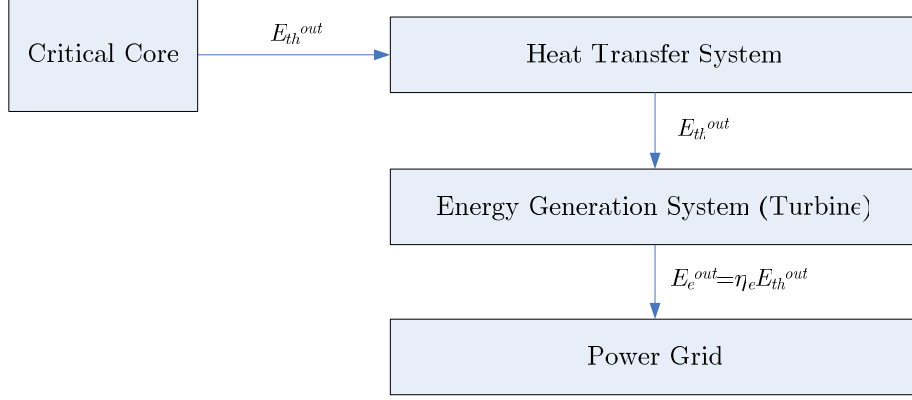 Critical Core
E_th^out
Heat Transfer System
E_th^out
Energy Generation System (Turbine)
E_e^out=η_eE_th^out
Power Grid